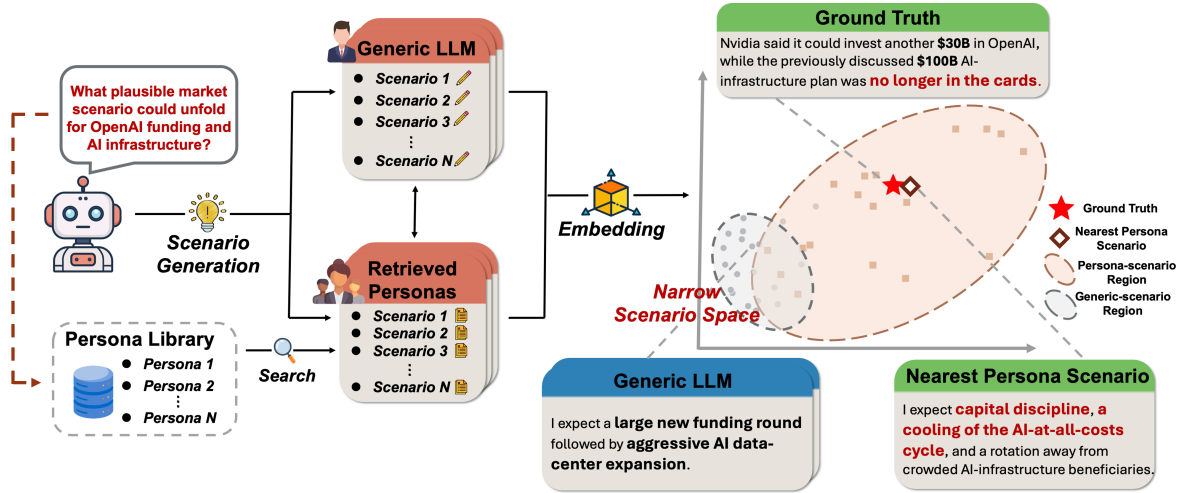 What plausible market
scenario could unfold
for OpenAI funding and
AI infrastructure?
Scenario
Generation
Persona Library
Persona 1
Persona 2
Persona N
Search
Generic LLM
Scenario 1
Scenario 2
Scenario 3
Scenario N
Retrieved
Personas
Scenario 1
Scenario 2
Scenario 3
Scenario N
Embedding
Ground Truth
Nvidia said it could invest another $30B in OpenAI,
while the previously discussed $100B AI-
infrastructure plan was no longer in the cards.
Narrow
Scenario Space
Ground Truth
Nearest Persona
Scenario
Persona-scenario
Region
Generic-scenario
Region
Generic LLM
I expect a large new funding round
followed by aggressive AI data-
center expansion.
Nearest Persona Scenario
I expect capital discipline, a
cooling of the AI-at-all-costs
cycle, and a rotation away from
crowded AI-infrastructure beneficiaries.